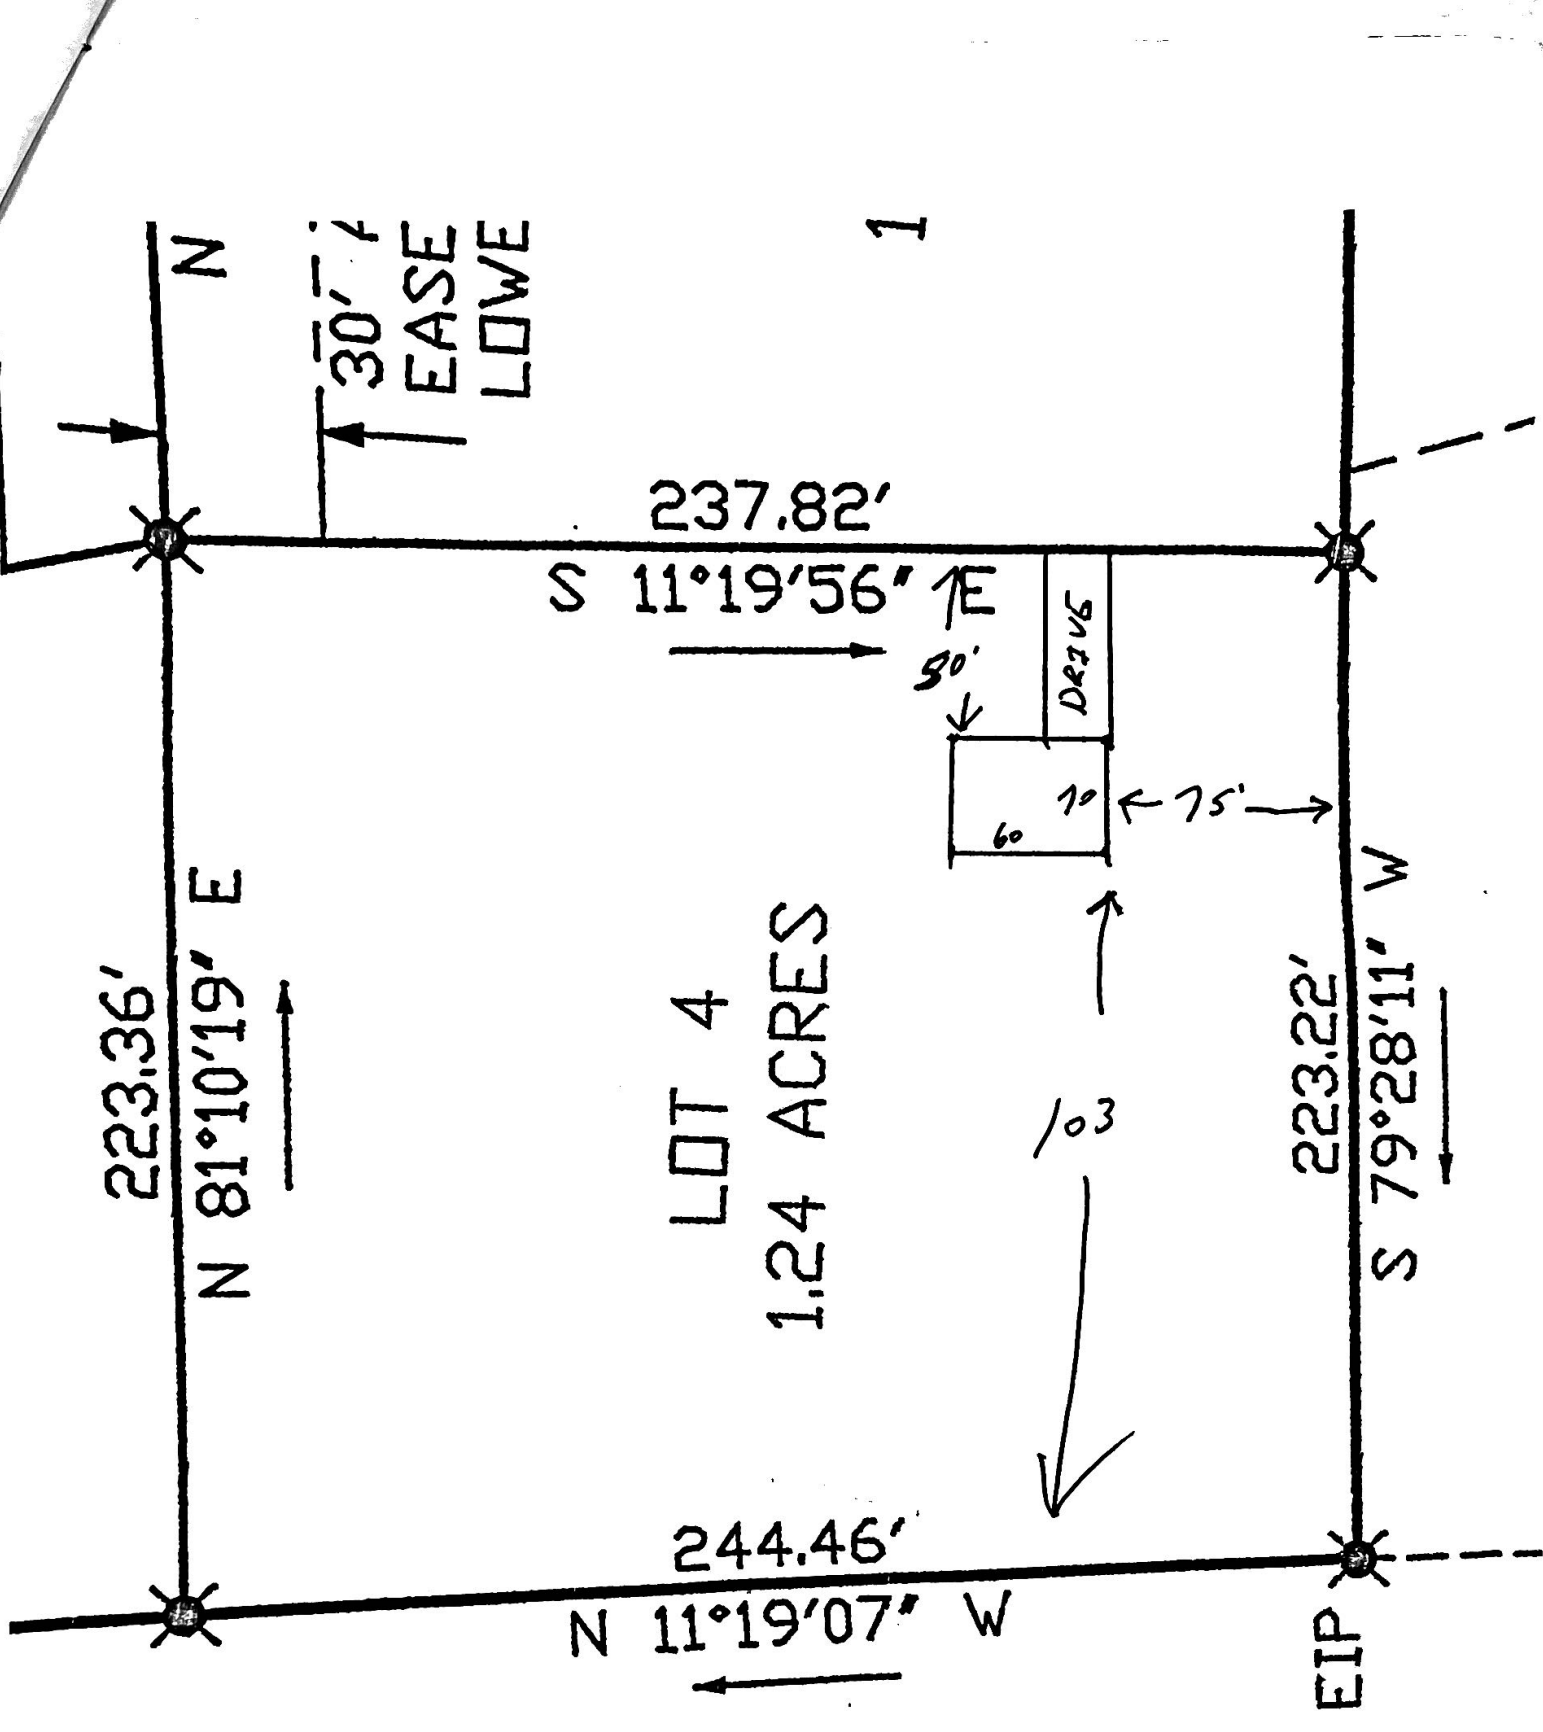 N
30'
EASE
LOWE
1
237.82'
S 11°19'56" E
50'
DRIVE
70
75'
60
223.36'
N 81°10'19" E
LOT 4
1.24 ACRES
103
223.22'
S 79°28'11" W
244.46'
N 11°19'07" W
EIP